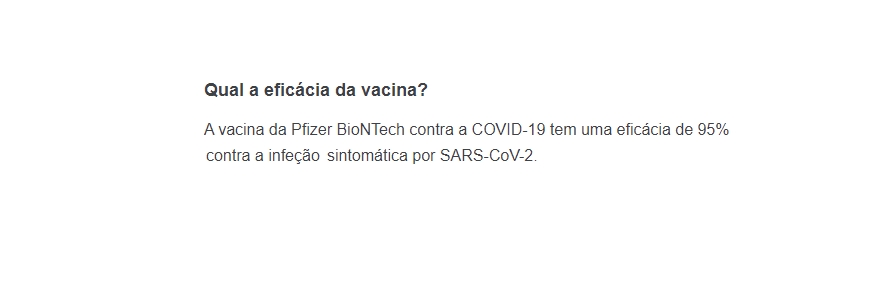 Qual a eficácia da vacina?
A vacina da Pfizer BioNTech contra a COVID-19 tem uma eficácia de 95%
contra a infeção sintomática por SARS-CoV-2.